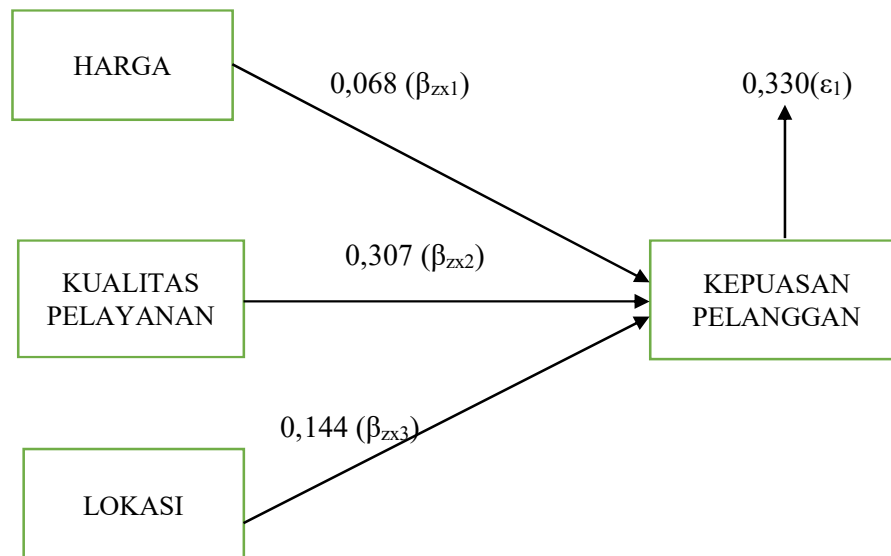 HARGA
0,068 (βzx1)
0,330(ε1)
KUALITAS
PELAYANAN
0,307 (βzx2)
KEPUASAN
PELANGGAN
0,144 (βzx3)
LOKASI